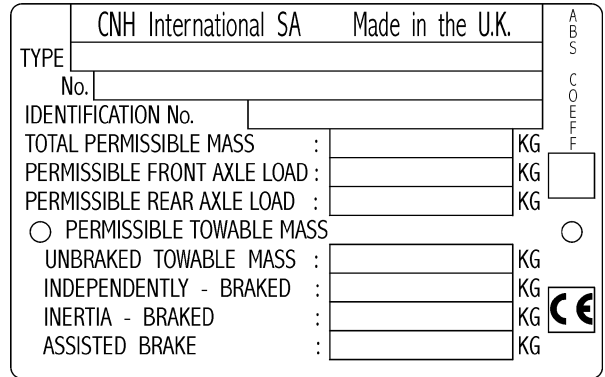 CNH International SA Made in the U.K.
TYPE
No.
IDENTIFICATION No.
TOTAL PERMISSIBLE MASS : KG
PERMISSIBLE FRONT AXLE LOAD : KG
PERMISSIBLE REAR AXLE LOAD : KG
PERMISSIBLE TOWABLE MASS
UNBRAKED TOWABLE MASS : KG
INDEPENDENTLY - BRAKED : KG
INERTIA - BRAKED : KG
ASSISTED BRAKE : KG
ABS COEFF
CE